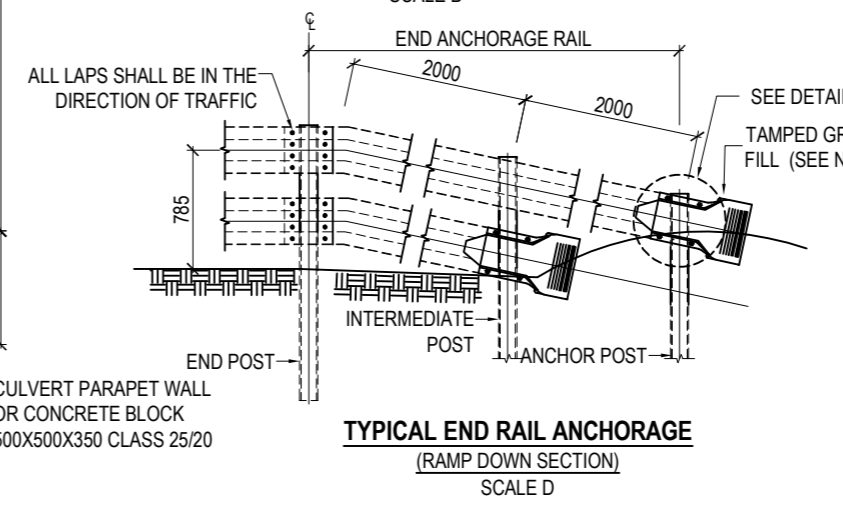 SCALE D
℄
END ANCHORAGE RAIL
2000
2000
ALL LAPS SHALL BE IN THE
DIRECTION OF TRAFFIC
SEE
TAMPED
FILL (SEE
785
INTERMEDIATE
POST
END POST
ANCHOR POST
CULVERT PARAPET WALL
OR CONCRETE BLOCK
500X500X350 CLASS 25/20
TYPICAL END RAIL ANCHORAGE
(RAMP DOWN SECTION)
SCALE D